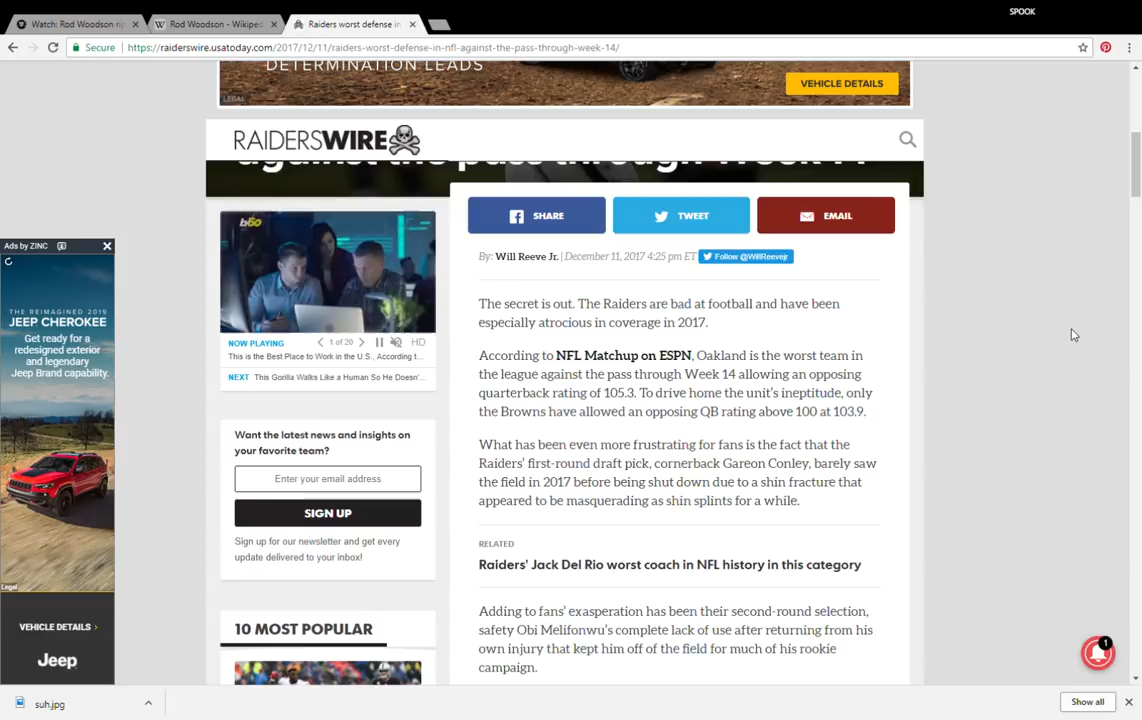 SPOOK
Watch: Rod Woodson rip
Rod Woodson - Wikiped
Raiders worst defense in
Secure
https://raiderswire.usatoday.com/2017/12/11/raiders-worst-defense-in-nfl-against-the-pass-through-week-14/
DETERMINATION LEADS
VEHICLE DETAILS
LEGAL
RAIDERSWIRE
against the pass through Week 14
SHARE
TWEET
EMAIL
By: Will Reeve Jr. | December 11, 2017 4:25 pm ET
Follow @WillReevejr
The secret is out. The Raiders are bad at football and have been
especially atrocious in coverage in 2017.
According to NFL Matchup on ESPN, Oakland is the worst team in
the league against the pass through Week 14 allowing an opposing
quarterback rating of 105.3. To drive home the unit's ineptitude, only
the Browns have allowed an opposing QB rating above 100 at 103.9.
What has been even more frustrating for fans is the fact that the
Raiders' first-round draft pick, cornerback Gareon Conley, barely saw
the field in 2017 before being shut down due to a shin fracture that
appeared to be masquerading as shin splints for a while.
RELATED
Raiders' Jack Del Rio worst coach in NFL history in this category
Adding to fans' exasperation has been their second-round selection,
safety Obi Melifonwu's complete lack of use after returning from his
own injury that kept him off of the field for much of his rookie
campaign.
b60
NOW PLAYING
1 of 20
HD
This is the Best Place to Work in the U.S., According t...
NEXT This Gorilla Walks Like a Human So He Doesn'...
Want the latest news and insights on
your favorite team?
Enter your email address
SIGN UP
Sign up for our newsletter and get every
update delivered to your inbox!
10 MOST POPULAR
Ads by ZINC
THE REIMAGINED 2019
JEEP CHEROKEE
Get ready for a
redesigned exterior
and legendary
Jeep Brand capability.
Legal
VEHICLE DETAILS
Jeep
1
suh.jpg
Show all